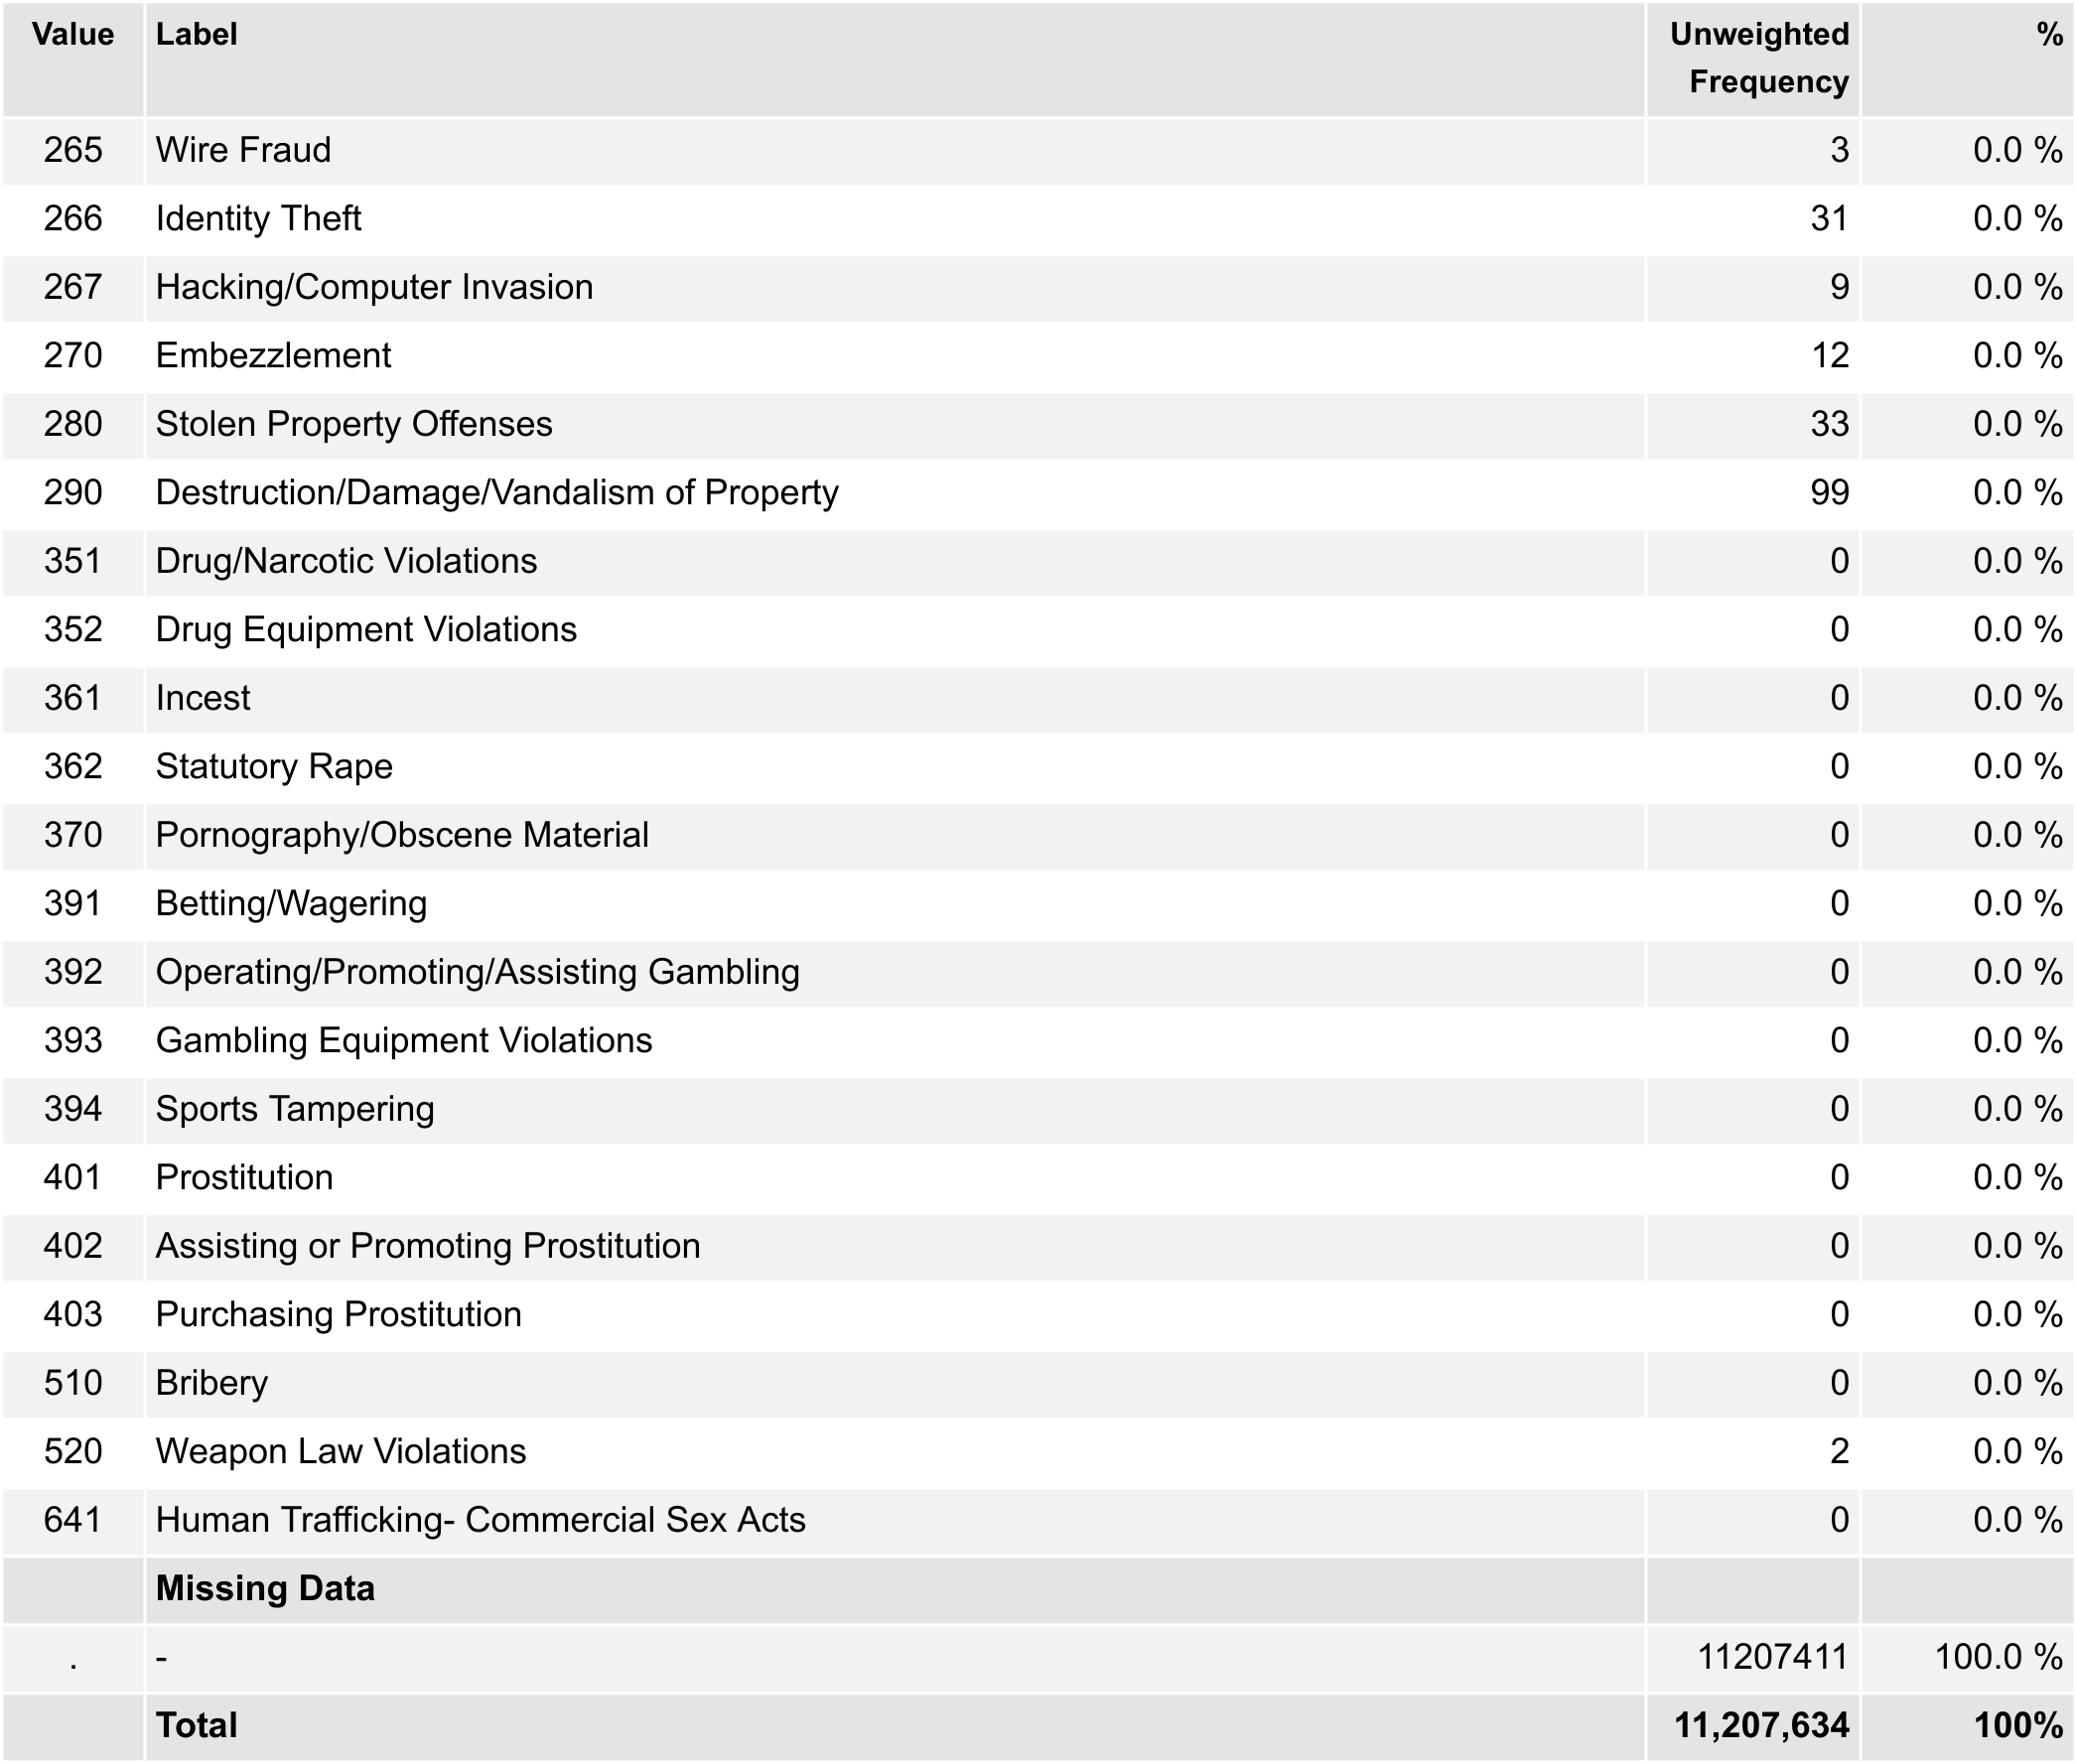 Value Label Unweighted Frequency %
265 Wire Fraud 3 0.0 %
266 Identity Theft 31 0.0 %
267 Hacking/Computer Invasion 9 0.0 %
270 Embezzlement 12 0.0 %
280 Stolen Property Offenses 33 0.0 %
290 Destruction/Damage/Vandalism of Property 99 0.0 %
351 Drug/Narcotic Violations 0 0.0 %
352 Drug Equipment Violations 0 0.0 %
361 Incest 0 0.0 %
362 Statutory Rape 0 0.0 %
370 Pornography/Obscene Material 0 0.0 %
391 Betting/Wagering 0 0.0 %
392 Operating/Promoting/Assisting Gambling 0 0.0 %
393 Gambling Equipment Violations 0 0.0 %
394 Sports Tampering 0 0.0 %
401 Prostitution 0 0.0 %
402 Assisting or Promoting Prostitution 0 0.0 %
403 Purchasing Prostitution 0 0.0 %
510 Bribery 0 0.0 %
520 Weapon Law Violations 2 0.0 %
641 Human Trafficking- Commercial Sex Acts 0 0.0 %
Missing Data
. - 11207411 100.0 %
Total 11,207,634 100%